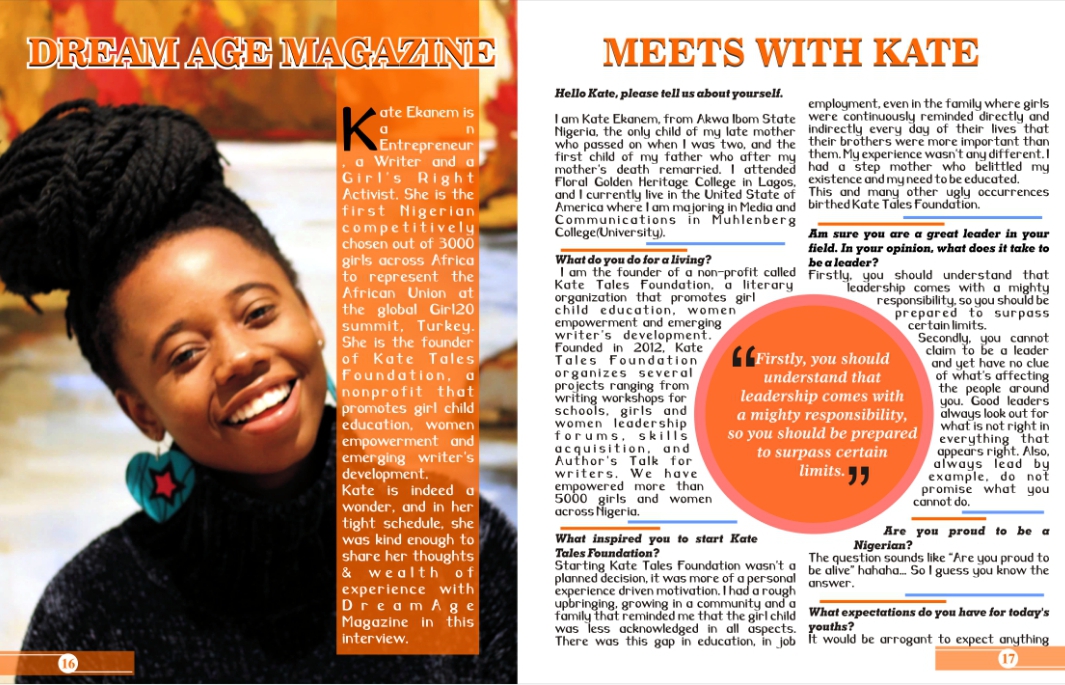 DREAM AGE MAGAZINE
Kate Ekanem is
a n
Entrepreneur
, a Writer and a
Girl's Right
Activist. She is the
first Nigerian
competitively
chosen out of 3000
girls across Africa
to represent the
African Union at
the global Girl20
summit, Turkey.
She is the founder
of Kate Tales
Foundation, a
nonprofit that
promotes girl child
education, women
empowerment and
emerging writer's
development.
Kate is indeed a
wonder, and in her
tight schedule, she
was kind enough to
share her thoughts
& wealth of
experience with
DreamAge
Magazine in this
interview.
16
MEETS WITH KATE
Hello Kate, please tell us about yourself.
I am Kate Ekanem, from Akwa Ibom State
Nigeria, the only child of my late mother
who passed on when I was two, and the
first child of my father who after my
mother's death remarried. I attended
Floral Golden Heritage College in Lagos,
and I currently live in the United State of
America where I am majoring in Media and
Communications in Muhlenberg
College(University).
What do you do for a living?
I am the founder of a non-profit called
Kate Tales Foundation, a literary
organization that promotes girl
child education, women
empowerment and emerging
writer's development.
Founded in 2012, Kate
Tales Foundation
organizes several
projects ranging from
writing workshops for
schools, girls and
women leadership
forums, skills
acquisition, and
Author's Talk for
writers. We have
empowered more than
5000 girls and women
across Nigeria.
What inspired you to start Kate
Tales Foundation?
Starting Kate Tales Foundation wasn't a
planned decision, it was more of a personal
experience driven motivation. I had a rough
upbringing, growing in a community and a
family that reminded me that the girl child
was less acknowledged in all aspects.
There was this gap in education, in job
employment, even in the family where girls
were continuously reminded directly and
indirectly every day of their lives that
their brothers were more important than
them. My experience wasn't any different. I
had a step mother who belittled my
existence and my need to be educated.
This and many other ugly occurrences
birthed Kate Tales Foundation.
Am sure you are a great leader in your
field. In your opinion, what does it take to
be a leader?
Firstly, you should understand that
leadership comes with a mighty
responsibility, so you should be
prepared to surpass
certain limits.
Secondly, you cannot
claim to be a leader
and yet have no clue
of what's affecting
the people around
you. Good leaders
always look out for
what is not right in
everything that
appears right. Also,
always lead by
example, do not
promise what you
cannot do.
“Firstly, you should
understand that
leadership comes with
a mighty responsibility,
so you should be prepared
to surpass certain
limits.”
Are you proud to be a
Nigerian?
The question sounds like "Are you proud to
be alive" hahaha... So I guess you know the
answer.
What expectations do you have for today's
youths?
It would be arrogant to expect anything
17